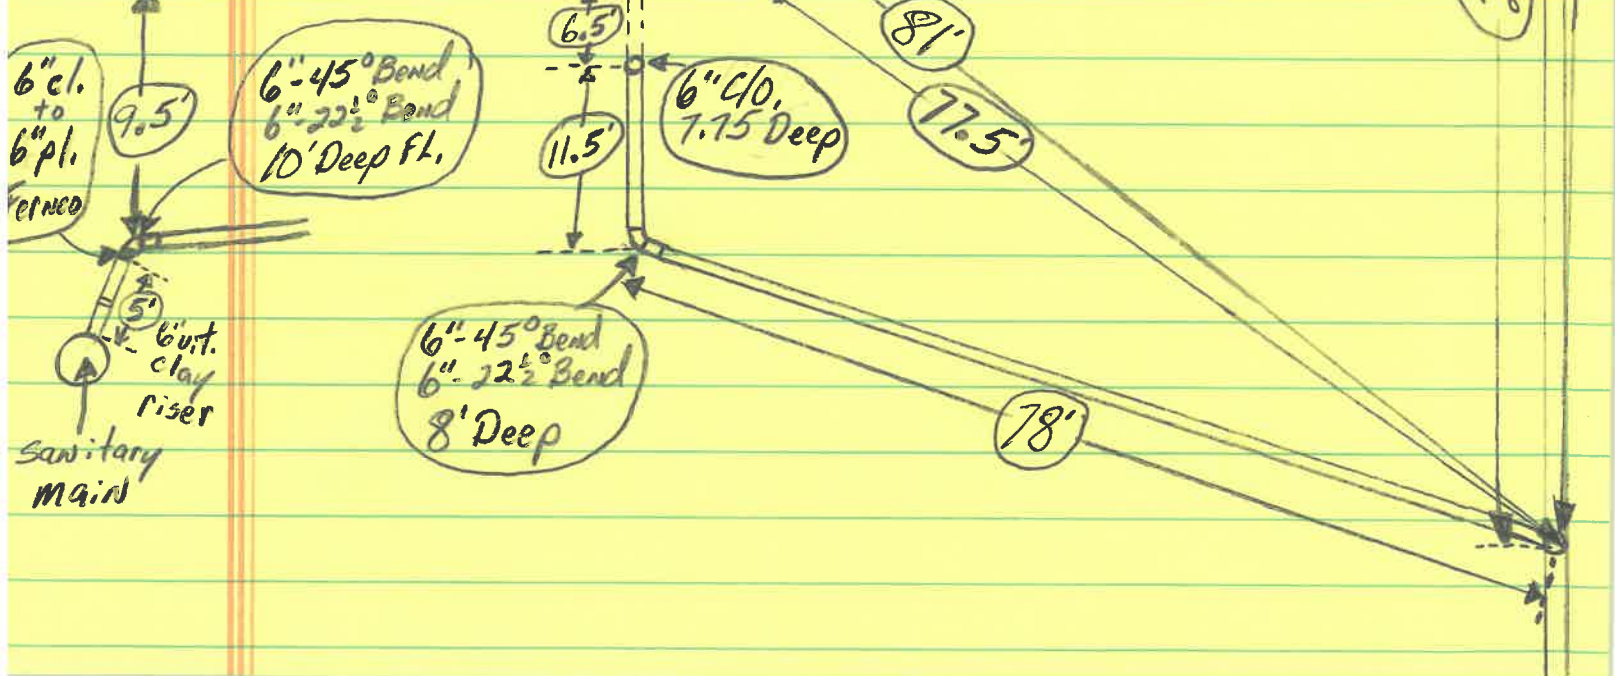 6.5'
81'
6" cl.
to
6" pl.
Ferneo
9.5'
6"-45° Bend
6"-22½° Bend
10' Deep FL.
11.5'
6" C/O.
7.75 Deep
77.5'
5'
6" vit.
clay
riser
sanitary
main
6"-45° Bend
6"-22½° Bend
8' Deep
78'